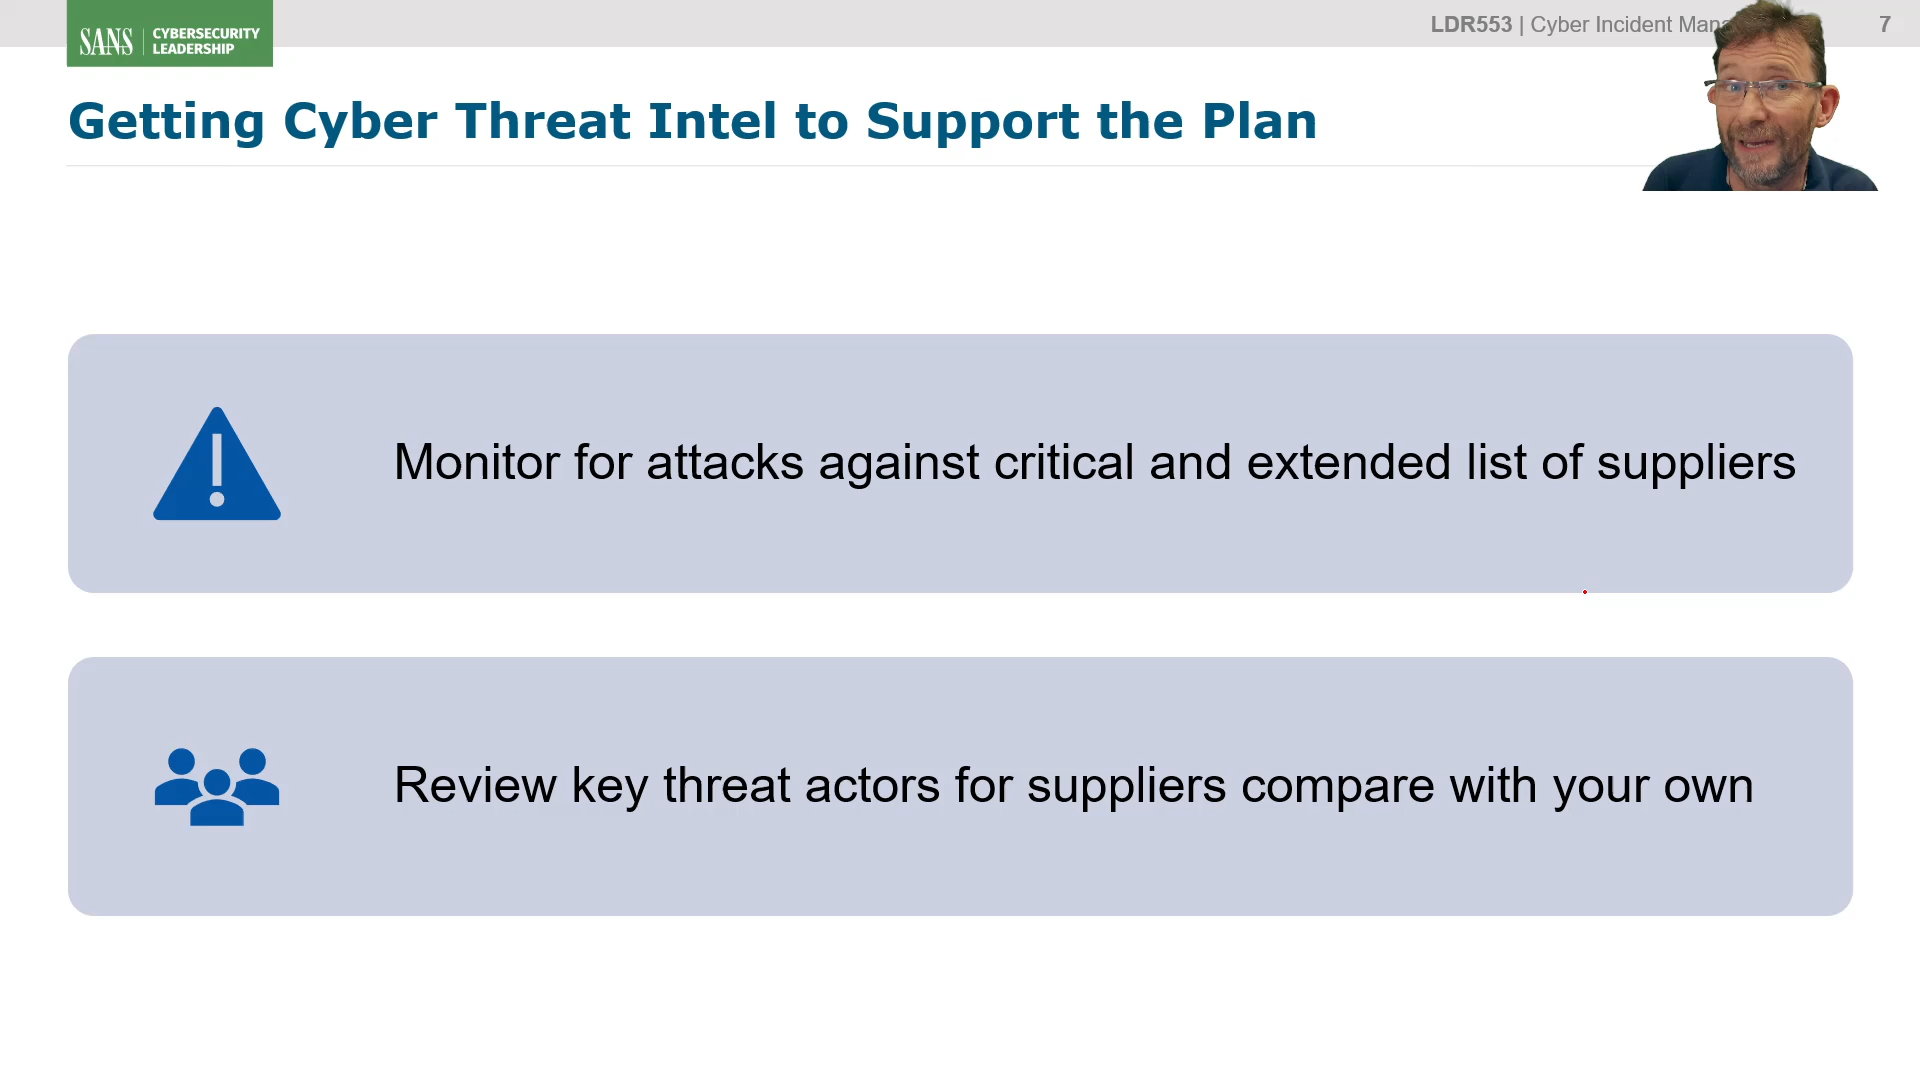 SANS
CYBERSECURITY
LEADERSHIP
LDR553 | Cyber Incident
7
Getting Cyber Threat Intel to Support the Plan
Monitor for attacks against critical and extended list of suppliers
Review key threat actors for suppliers compare with your own